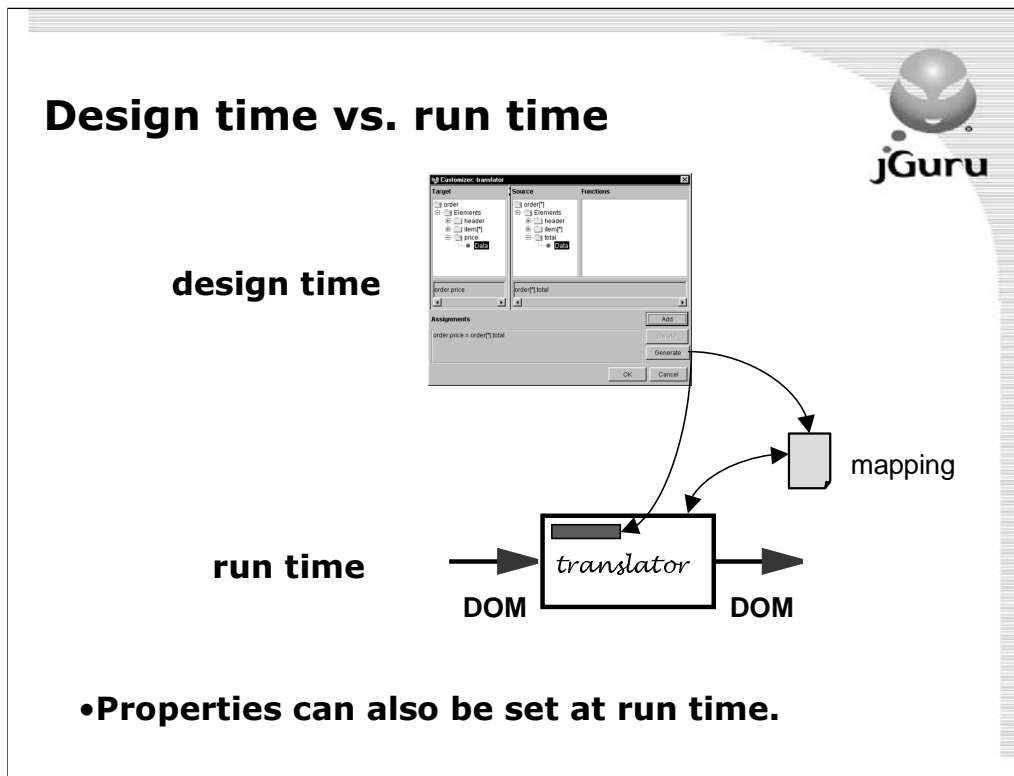 Design time vs. run time
jGuru
Customizer: translator
Target Source Functions
order order[*]
Elements Elements
header header
item[*] item[*]
price total
Data Data
design time
order.price order[*].total
Assignments Add
order.price = order[*].total
Delete
Generate
OK Cancel
mapping
run time
translator
DOM DOM
•Properties can also be set at run time.